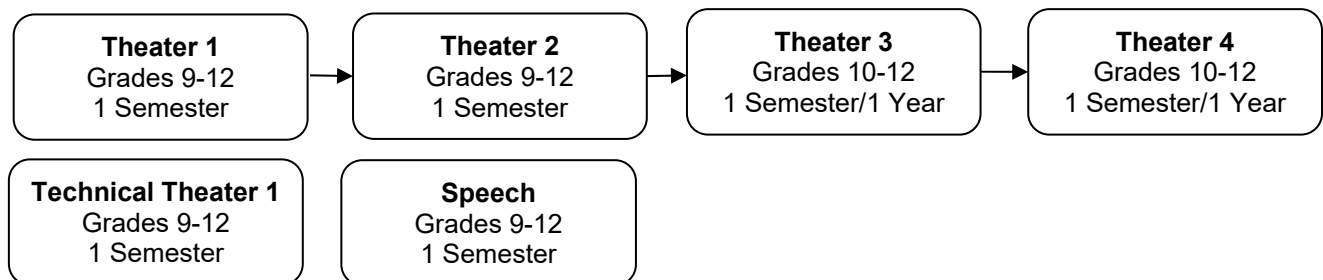 Theater 1
Grades 9-12
1 Semester
Theater 2
Grades 9-12
1 Semester
Theater 3
Grades 10-12
1 Semester/1 Year
Theater 4
Grades 10-12
1 Semester/1 Year
Technical Theater 1
Grades 9-12
1 Semester
Speech
Grades 9-12
1 Semester